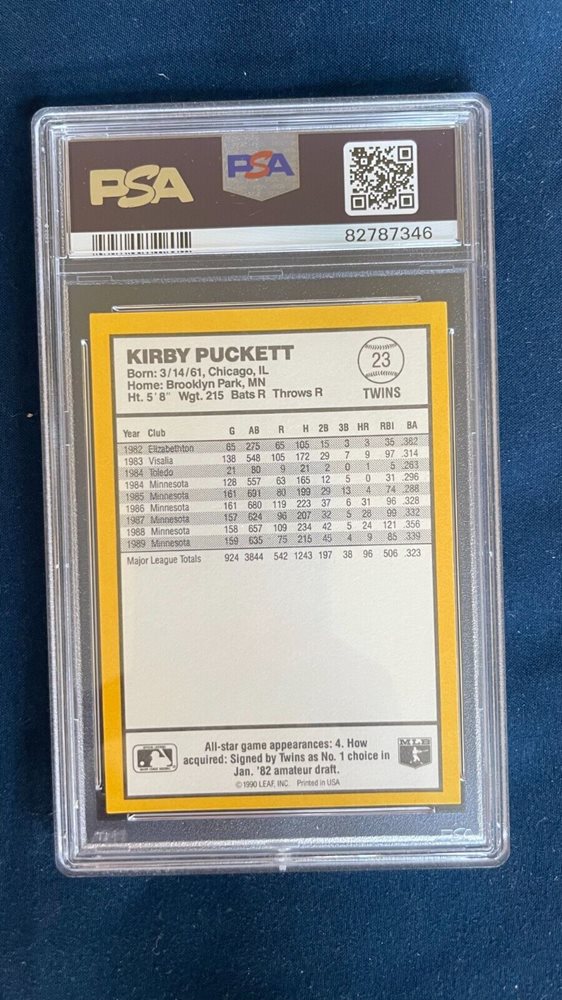 PSA
PSA
82787346
KIRBY PUCKETT
Born: 3/14/61, Chicago, IL
Home: Brooklyn Park, MN
Ht. 5'8" Wgt. 215 Bats R Throws R
23
TWINS
Year Club G AB R H 2B 3B HR RBI BA
1982 Elizabethton 65 275 65 105 15 3 3 35 .382
1983 Visalia 138 548 105 172 29 7 9 97 .314
1984 Toledo 21 80 9 21 2 0 1 5 .263
1984 Minnesota 128 557 63 165 12 5 0 31 .296
1985 Minnesota 161 691 80 199 29 13 4 74 .288
1986 Minnesota 161 680 119 223 37 6 31 96 .328
1987 Minnesota 157 624 96 207 32 5 28 99 .332
1988 Minnesota 158 657 109 234 42 5 24 121 .356
1989 Minnesota 159 635 75 215 45 4 9 85 .339
Major League Totals 924 3844 542 1243 197 38 96 506 .323
All-star game appearances: 4. How
acquired: Signed by Twins as No. 1 choice in
Jan. '82 amateur draft.
©1990 LEAF, INC. Printed in USA
MLB
PSA